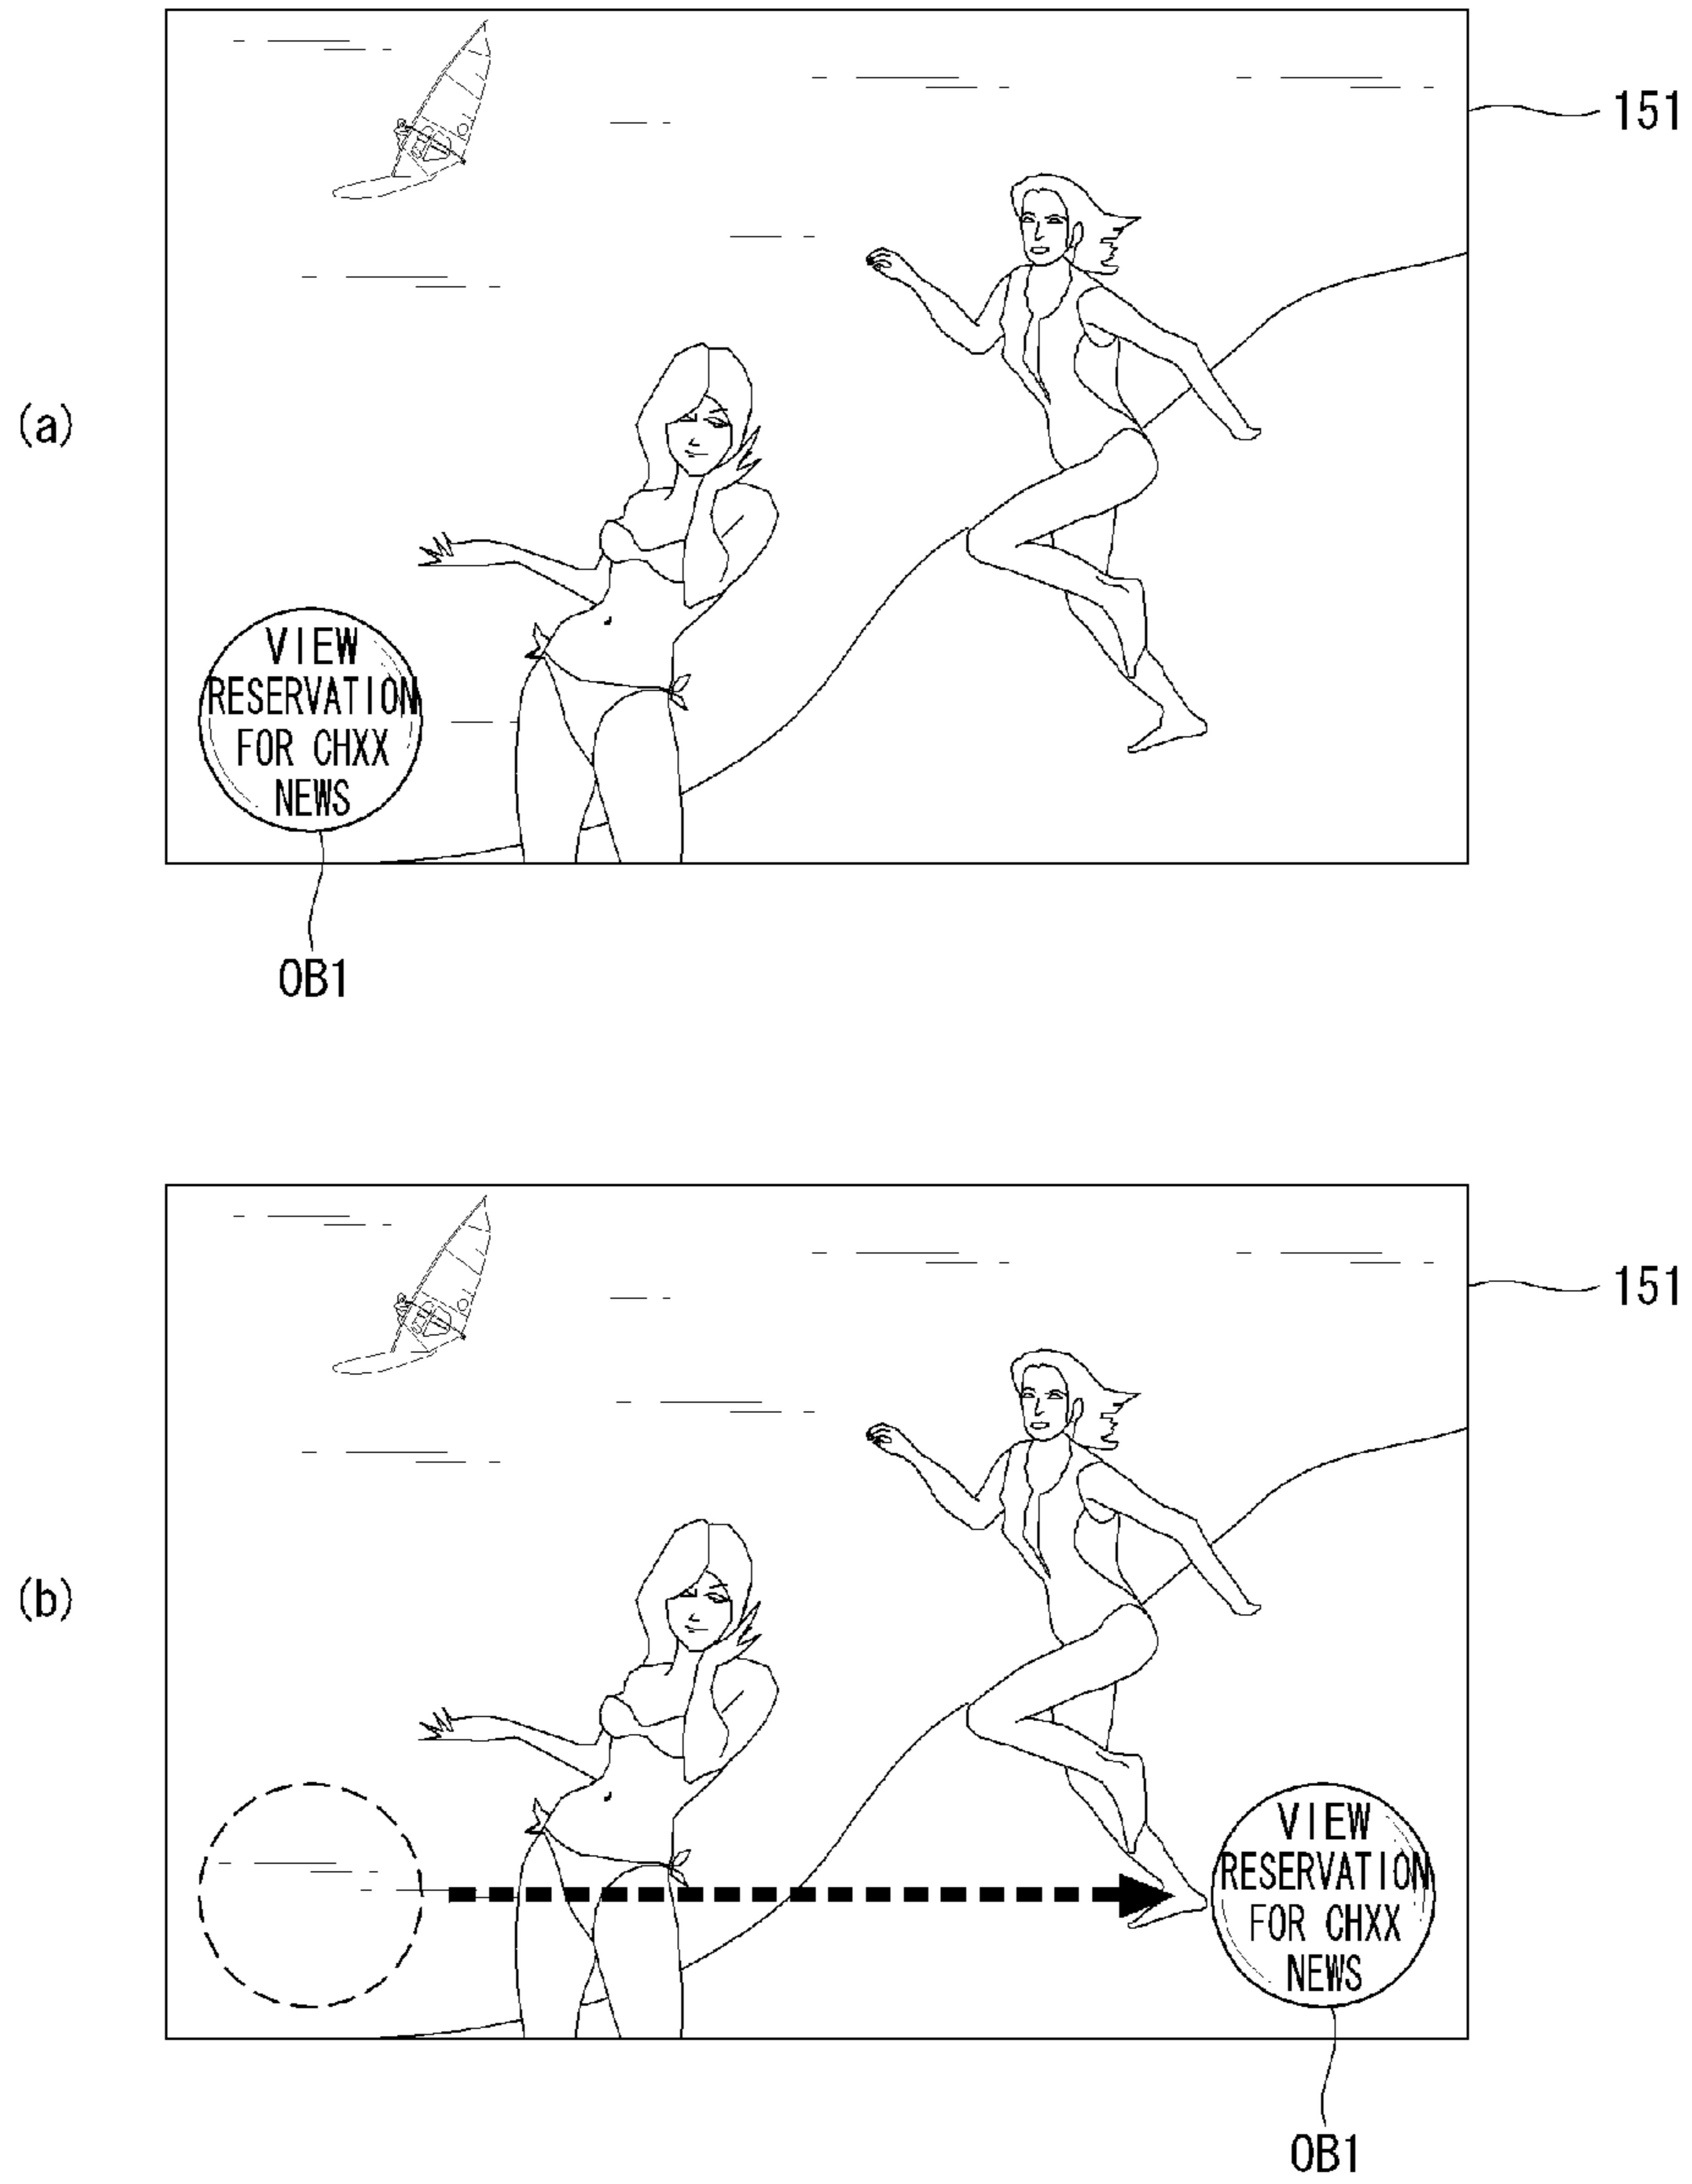 151
(a)
VIEW
RESERVATION
FOR CHXX
NEWS
OB1
151
(b)
VIEW
RESERVATION
FOR CHXX
NEWS
OB1